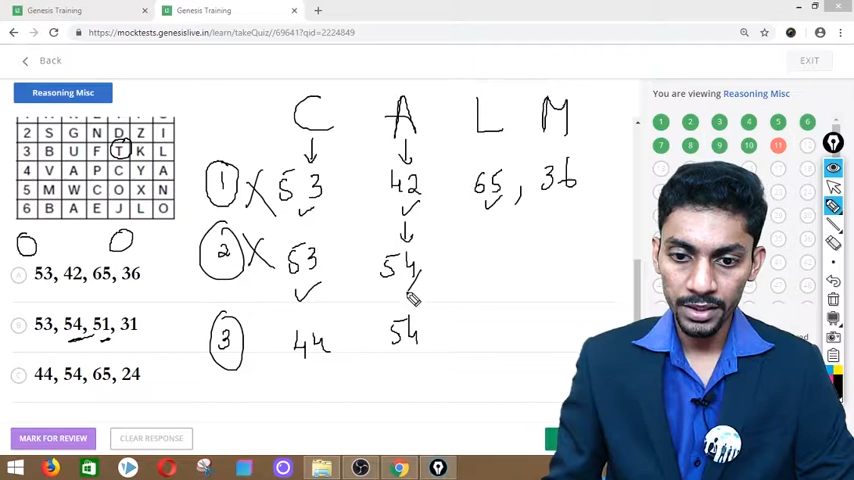 Genesis Training
Genesis Training
https://mocktests.genesislive.in/learn/takeQuiz//69641?qid=2224849
Back
EXIT
Reasoning Misc
You are viewing Reasoning Misc
C A L M
2 S G N D Z I
3 B U F T K L
4 V A P C Y A
5 M W C O X N
6 B A E J L O
1 2 3 4 5 6
7 8 9 10 11
1 53 42 65, 36
2 53 54
3 44 54
53, 42, 65, 36
53, 54, 51, 31
44, 54, 65, 24
MARK FOR REVIEW
CLEAR RESPONSE